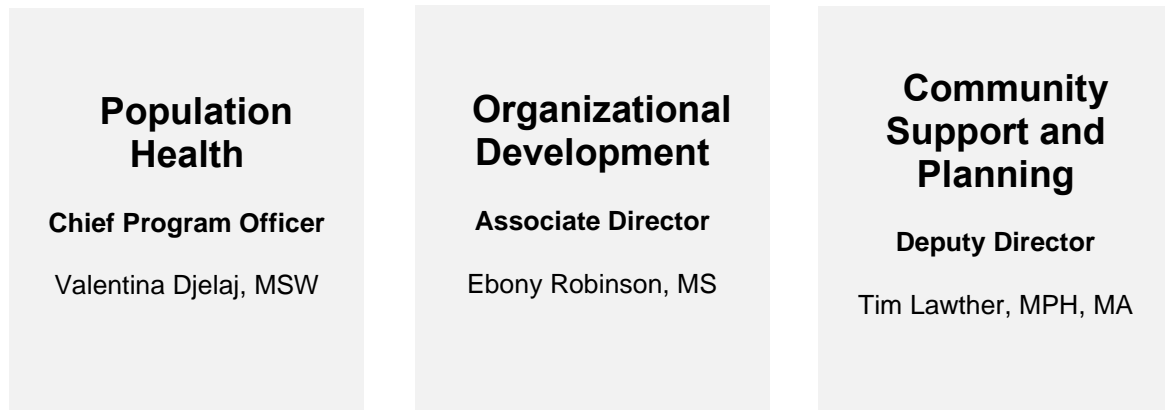 Population
Health
Chief Program Officer
Valentina Djelaj, MSW
Organizational
Development
Associate Director
Ebony Robinson, MS
Community
Support and
Planning
Deputy Director
Tim Lawther, MPH, MA